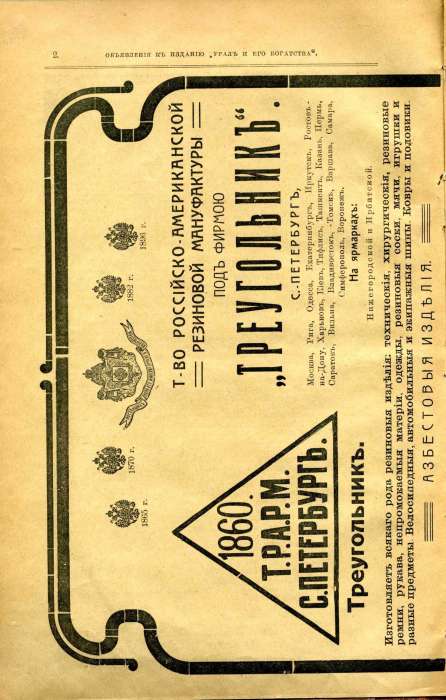 2.
ОБЪЯВЛЕНІЯ КЪ ИЗДАНІЮ „УРАЛЪ И ЕГО БОГАТСТВА“.
1865 г.
1870 г.
1882 г.
1896 г.
Т-ВО РОССІЙСКО-АМЕРИКАНСКОЙ
РЕЗИНОВОЙ МАНУФАКТУРЫ
ПОДЪ ФИРМОЮ
„ТРЕУГОЛЬНИКЪ“.
С.-ПЕТЕРБУРГЪ,
Москва, Рига, Одесса, Екатеринбургъ, Иркутскъ, Ростовъ-
на-Дону, Харьковъ, Кіевъ, Тифлисъ, Ташкентъ, Казань, Пермь,
Саратовъ, Вильна, Владивостокъ, Томскъ, Варшава, Самара,
Симферополь, Воронежъ.
На ярмаркахъ:
Нижегородской и Ирбитской.
1860.
Т.Р.А.Р.М.
С.ПЕТЕРБУРГЪ.
Треугольникъ.
Изготовляетъ всякаго рода резиновыя издѣлія: техническія, хирургическія, резиновые
ремни, рукава, непромокаемыя матеріи, одежды, резиновыя соски, мячи, игрушки и
разные предметы. Велосипедныя, автомобильныя и экипажныя шины. Ковры и половики.
АЗБЕСТОВЫЯ ИЗДѢЛІЯ.